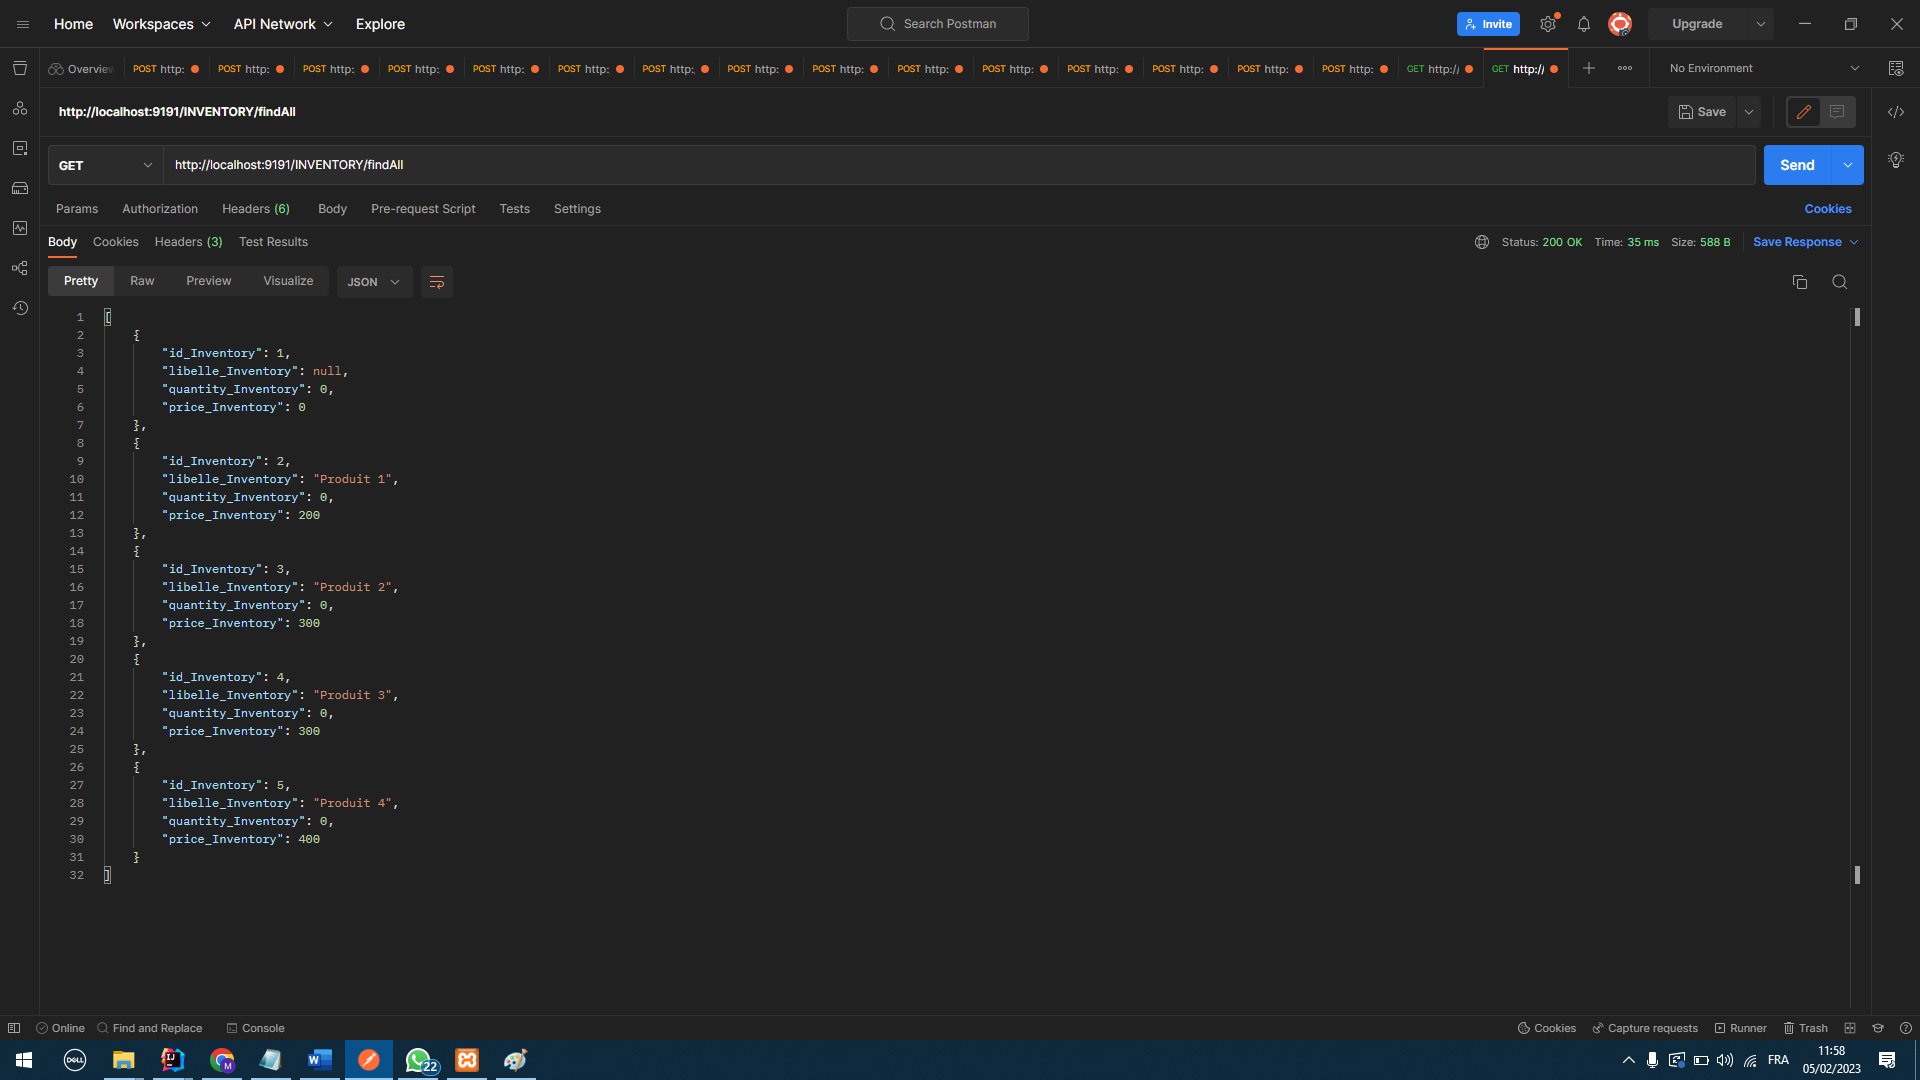 Home Workspaces API Network Explore Search Postman Invite Upgrade
Overview POST http: POST http: POST http: POST http: POST http: POST http: POST http: POST http: POST http: POST http: POST http: POST http: POST http: POST http: POST http: GET http:/ GET http:/ No Environment
http://localhost:9191/INVENTORY/findAll Save
GET http://localhost:9191/INVENTORY/findAll Send
Params Authorization Headers (6) Body Pre-request Script Tests Settings Cookies
Body Cookies Headers (3) Test Results Status: 200 OK Time: 35 ms Size: 588 B Save Response
Pretty Raw Preview Visualize JSON
1 [
2 {
3 "id_Inventory": 1,
4 "libelle_Inventory": null,
5 "quantity_Inventory": 0,
6 "price_Inventory": 0
7 },
8 {
9 "id_Inventory": 2,
10 "libelle_Inventory": "Produit 1",
11 "quantity_Inventory": 0,
12 "price_Inventory": 200
13 },
14 {
15 "id_Inventory": 3,
16 "libelle_Inventory": "Produit 2",
17 "quantity_Inventory": 0,
18 "price_Inventory": 300
19 },
20 {
21 "id_Inventory": 4,
22 "libelle_Inventory": "Produit 3",
23 "quantity_Inventory": 0,
24 "price_Inventory": 300
25 },
26 {
27 "id_Inventory": 5,
28 "libelle_Inventory": "Produit 4",
29 "quantity_Inventory": 0,
30 "price_Inventory": 400
31 }
32 ]
Online Find and Replace Console Cookies Capture requests Runner Trash
DELL IJ M W 22 FRA 11:58
05/02/2023